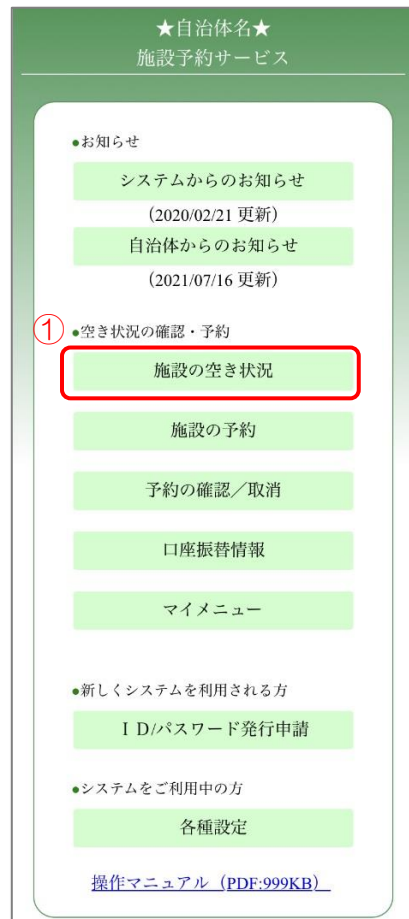 ★自治体名★
施設予約サービス
●お知らせ
システムからのお知らせ
（2020/02/21 更新）
自治体からのお知らせ
（2021/07/16 更新）
① ●空き状況の確認・予約
施設の空き状況
施設の予約
予約の確認／取消
口座振替情報
マイメニュー
●新しくシステムを利用される方
ＩＤ/パスワード発行申請
●システムをご利用中の方
各種設定
操作マニュアル（PDF:999KB）